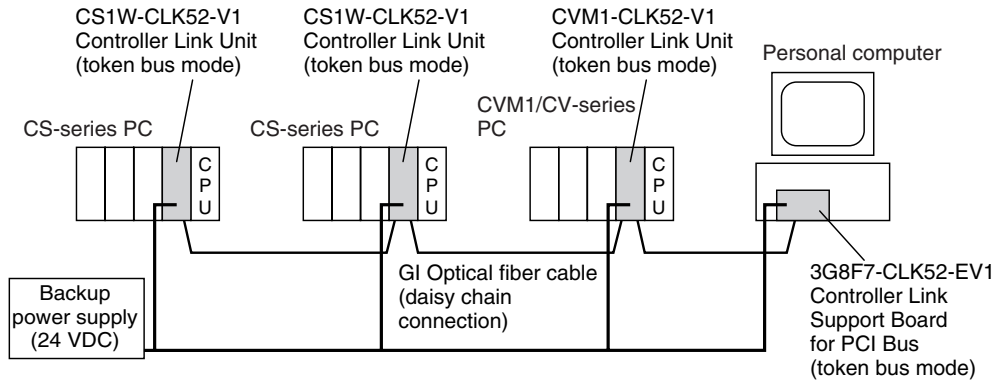 CS1W-CLK52-V1
Controller Link Unit
(token bus mode)
CS1W-CLK52-V1
Controller Link Unit
(token bus mode)
CVM1-CLK52-V1
Controller Link Unit
(token bus mode)
Personal computer
CS-series PC
CS-series PC
CVM1/CV-series
PC
C
P
U
C
P
U
C
P
U
GI Optical fiber cable
(daisy chain
connection)
Backup
power supply
(24 VDC)
3G8F7-CLK52-EV1
Controller Link
Support Board
for PCI Bus
(token bus mode)